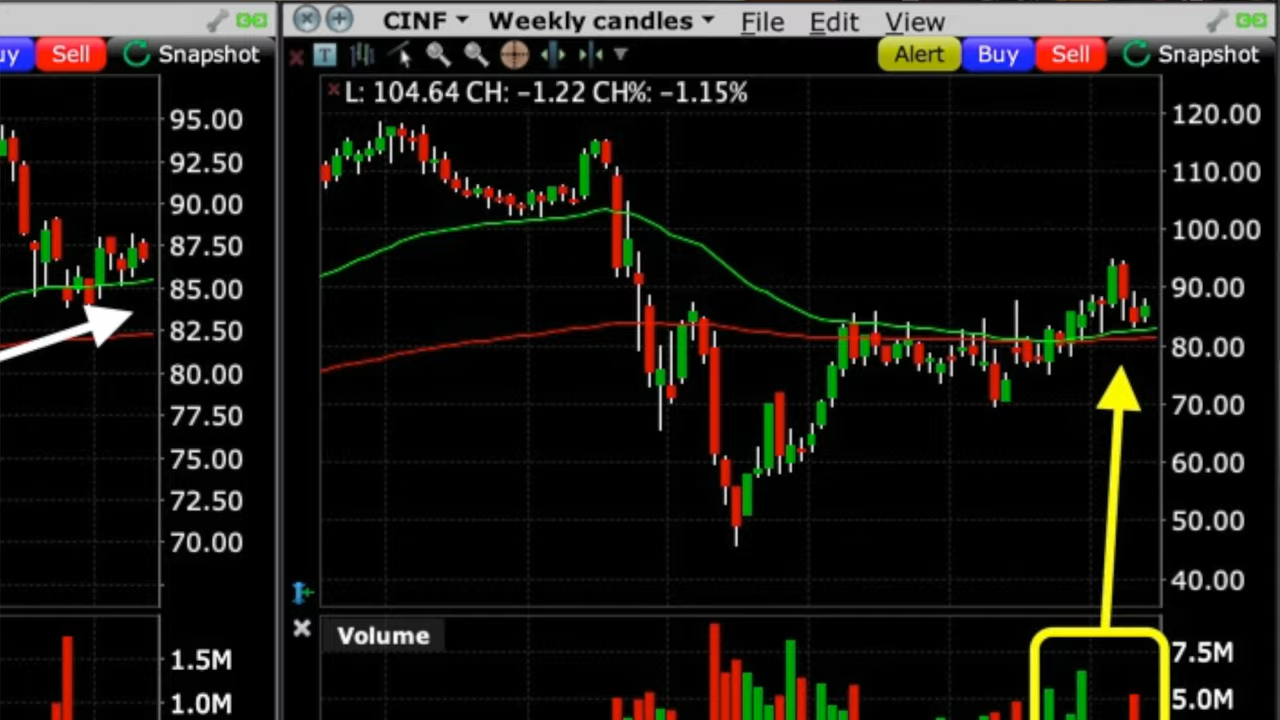 Sell Snapshot
95.00
92.50
90.00
87.50
85.00
82.50
80.00
77.50
75.00
72.50
70.00
1.5M
1.0M
CINF Weekly candles File Edit View
T Alert Buy Sell Snapshot
L: 104.64 CH: −1.22 CH%: −1.15%
120.00
110.00
100.00
90.00
80.00
70.00
60.00
50.00
40.00
Volume
7.5M
5.0M